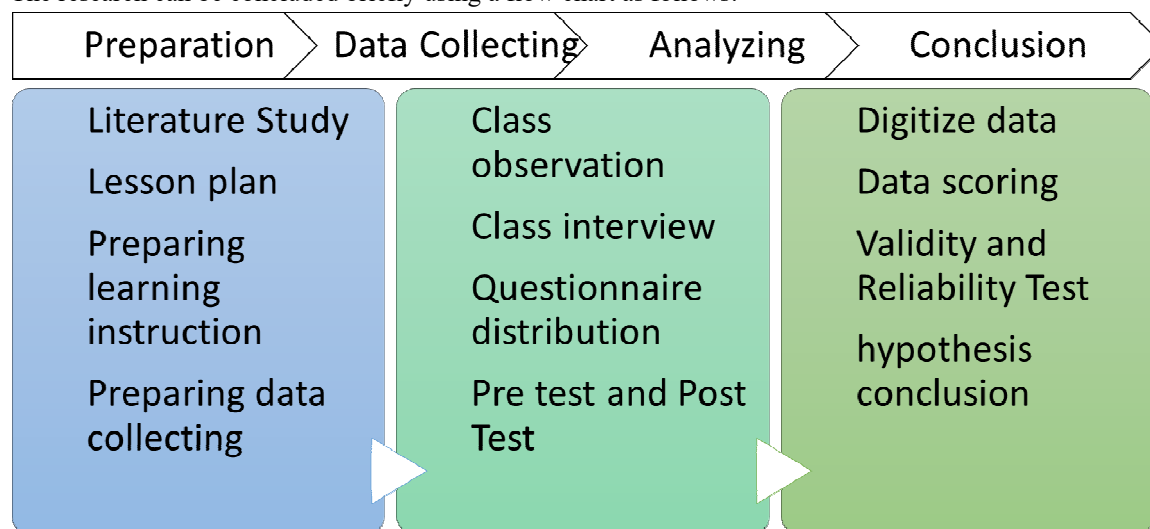 Preparation
Data Collecting
Analyzing
Conclusion
Literature Study
Lesson plan
Preparing
learning
instruction
Preparing data
collecting
Class
observation
Class interview
Questionnaire
distribution
Pre test and Post
Test
Digitize data
Data scoring
Validity and
Reliability Test
hypothesis
conclusion